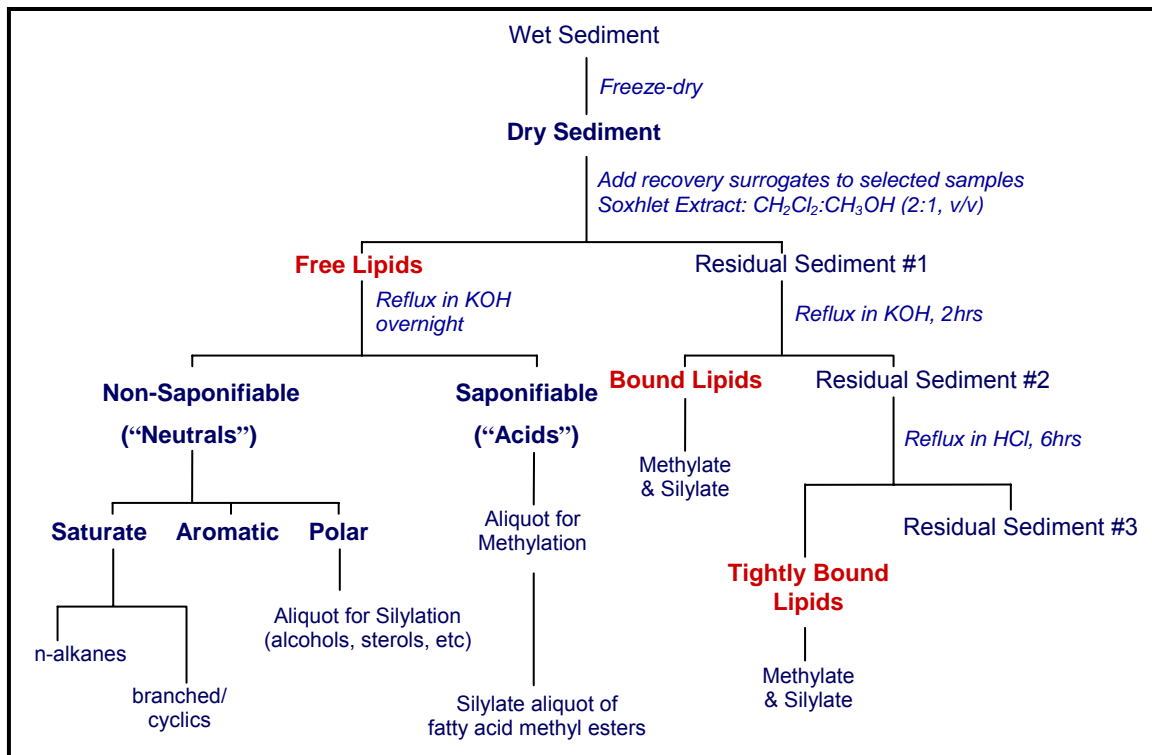 Wet Sediment
Freeze-dry
Dry Sediment
Add recovery surrogates to selected samples
Soxhlet Extract: CH₂Cl₂:CH₃OH (2:1, v/v)
Free Lipids
Residual Sediment #1
Reflux in KOH
overnight
Reflux in KOH, 2hrs
Non-Saponifiable
(“Neutrals”)
Saponifiable
(“Acids”)
Bound Lipids
Residual Sediment #2
Reflux in HCl, 6hrs
Methylate
& Silylate
Saturate
Aromatic
Polar
Aliquot for
Methylation
Residual Sediment #3
Tightly Bound
Lipids
n-alkanes
branched/
cyclics
Aliquot for Silylation
(alcohols, sterols, etc)
Silylate aliquot of
fatty acid methyl esters
Methylate
& Silylate